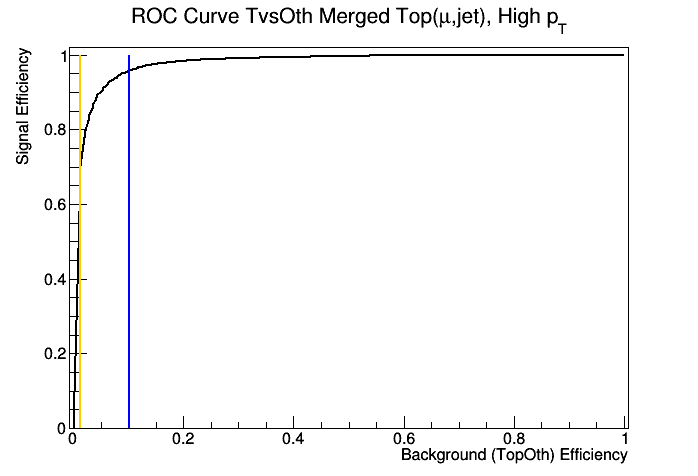 ROC Curve TvsOth Merged Top(μ,jet), High p_T
Signal Efficiency
1
0.8
0.6
0.4
0.2
0
0 0.2 0.4 0.6 0.8 1
Background (TopOth) Efficiency